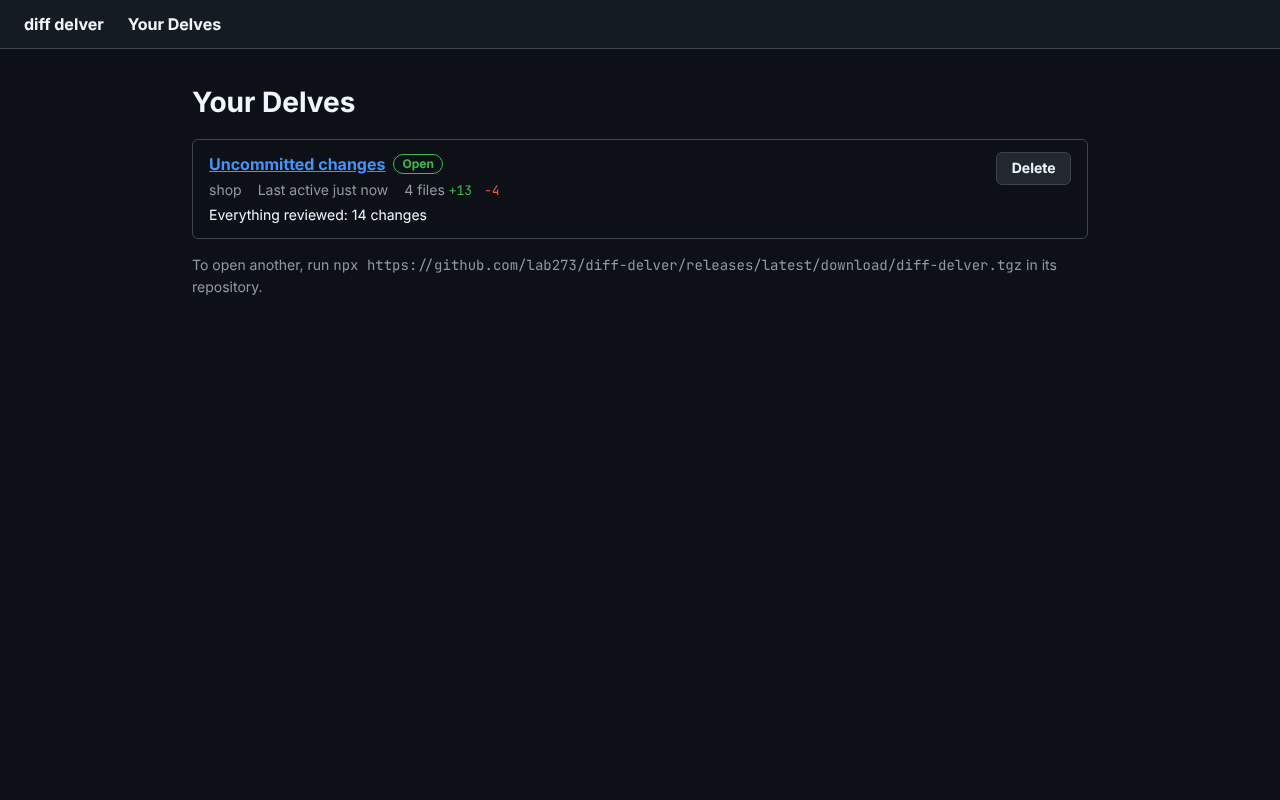 diff delver Your Delves
Your Delves
Uncommitted changes Open
Delete
shop Last active just now 4 files +13 -4
Everything reviewed: 14 changes
To open another, run npx https://github.com/lab273/diff-delver/releases/latest/download/diff-delver.tgz in its
repository.